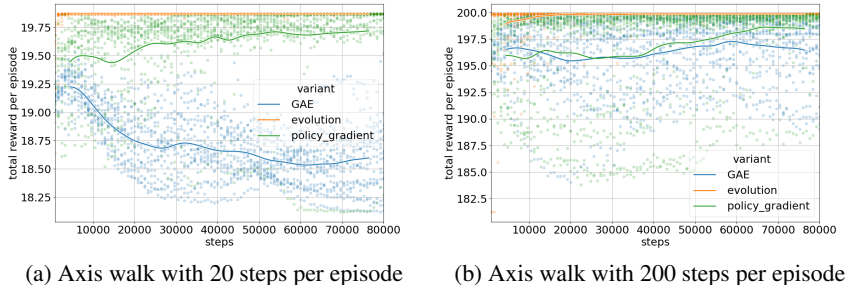 total reward per episode
19.75
19.50
19.25
19.00
18.75
18.50
18.25
variant
GAE
evolution
policy_gradient
10000 20000 30000 40000 50000 60000 70000 80000
steps
(a) Axis walk with 20 steps per episode
total reward per episode
200.0
197.5
195.0
192.5
190.0
187.5
185.0
182.5
variant
GAE
evolution
policy_gradient
10000 20000 30000 40000 50000 60000 70000 80000
steps
(b) Axis walk with 200 steps per episode